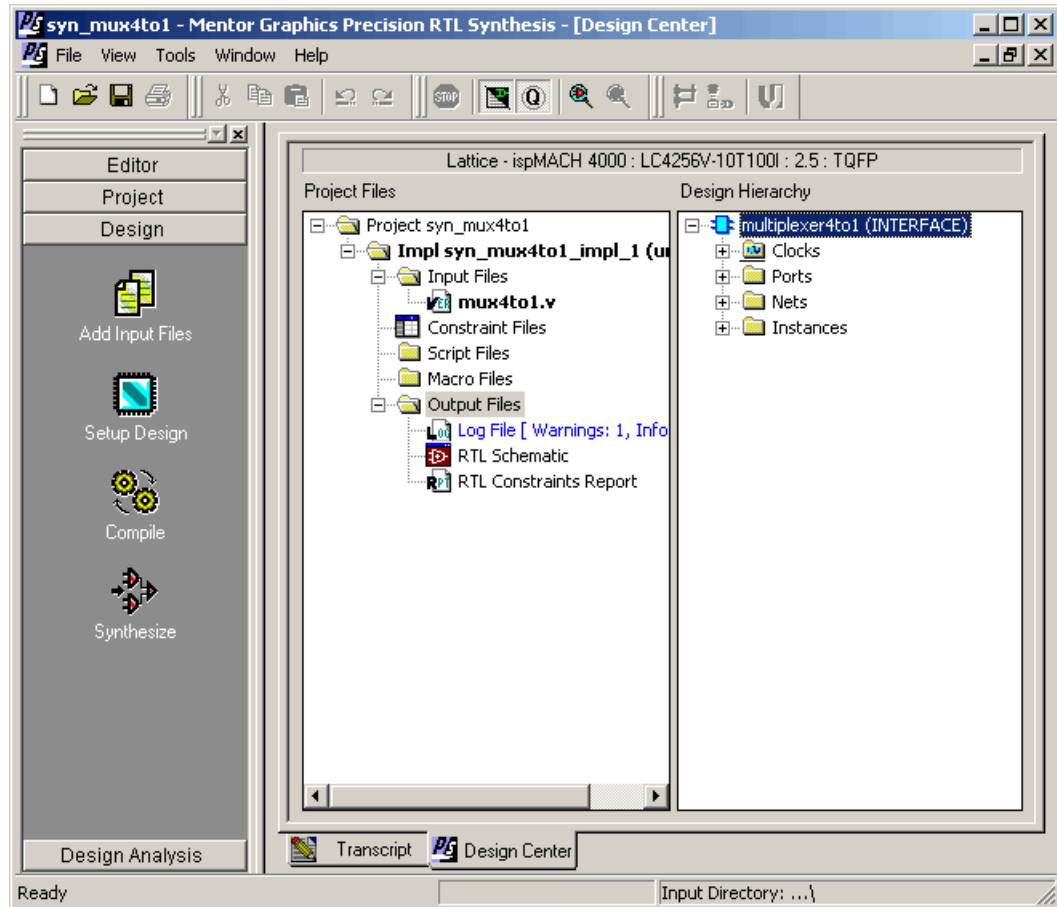 syn_mux4to1 - Mentor Graphics Precision RTL Synthesis - [Design Center]
File View Tools Window Help
STOP Q
Editor
Project
Design
Add Input Files
Setup Design
Compile
Synthesize
Design Analysis
Lattice - ispMACH 4000 : LC4256V-10T100I : 2.5 : TQFP
Project Files
Project syn_mux4to1
Impl syn_mux4to1_impl_1 (un
Input Files
mux4to1.v
Constraint Files
Script Files
Macro Files
Output Files
Log File [ Warnings: 1, Info
RTL Schematic
RTL Constraints Report
Design Hierarchy
multiplexer4to1 (INTERFACE)
Clocks
Ports
Nets
Instances
Transcript Design Center
Ready
Input Directory: ...\